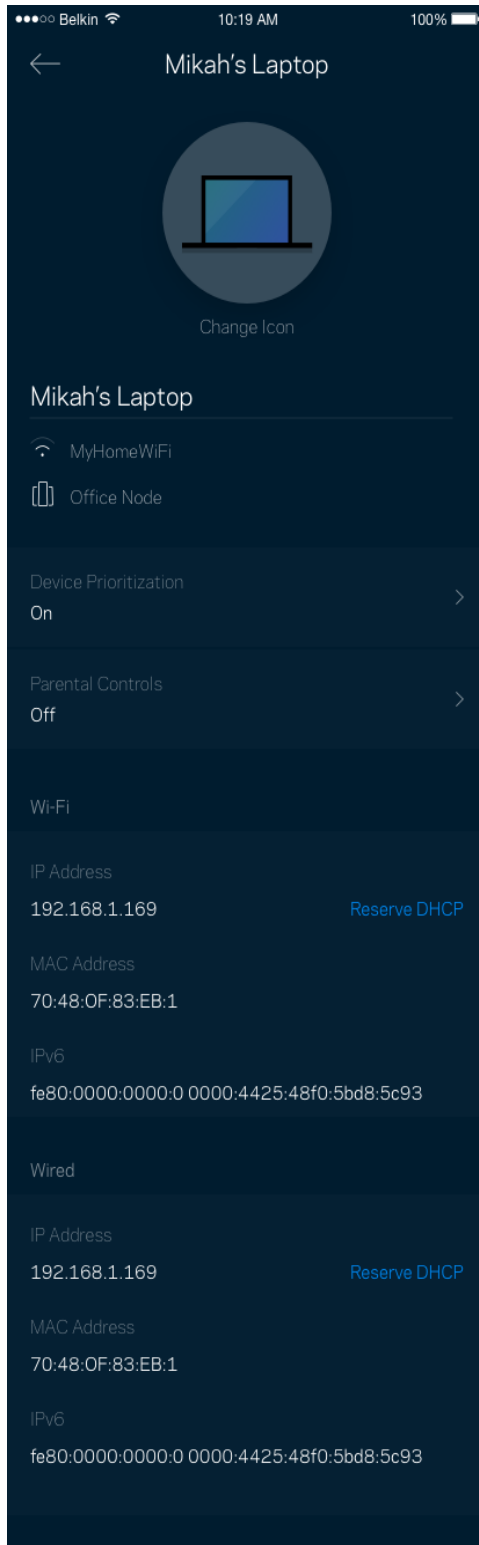 Belkin 10:19 AM 100%
Mikah's Laptop
Change Icon
Mikah's Laptop
MyHomeWiFi
Office Node
Device Prioritization
On
Parental Controls
Off
Wi-Fi
IP Address
192.168.1.169 Reserve DHCP
MAC Address
70:48:0F:83:EB:1
IPv6
fe80:0000:0000:0 0000:4425:48f0:5bd8:5c93
Wired
IP Address
192.168.1.169 Reserve DHCP
MAC Address
70:48:0F:83:EB:1
IPv6
fe80:0000:0000:0 0000:4425:48f0:5bd8:5c93